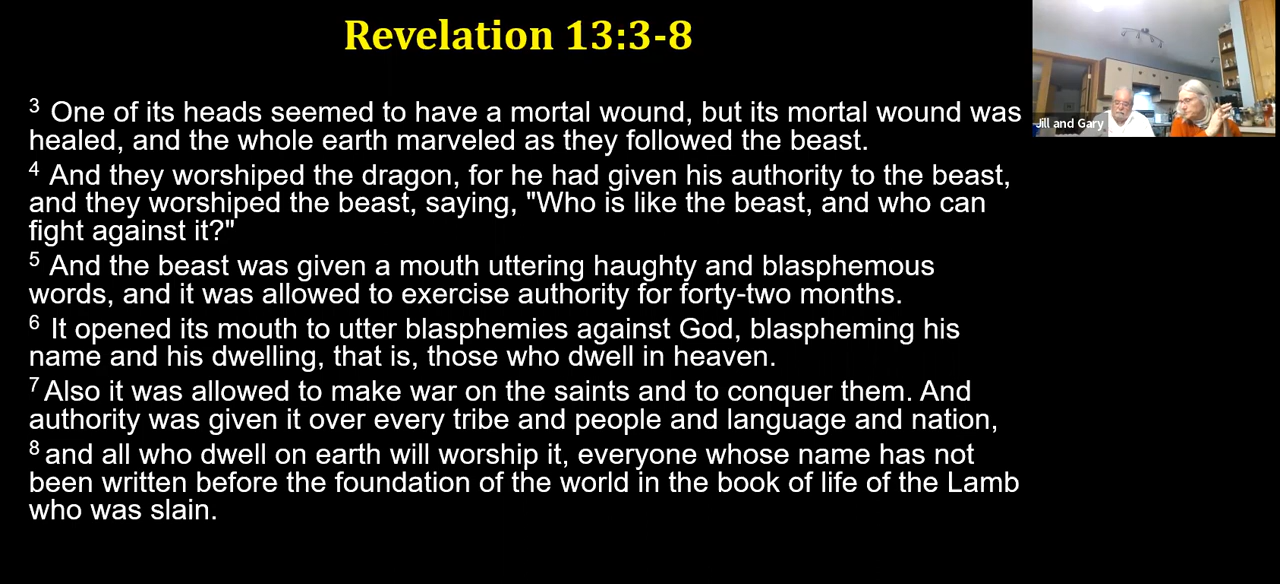 Revelation 13:3-8
Jill and Gary
3 One of its heads seemed to have a mortal wound, but its mortal wound was
healed, and the whole earth marveled as they followed the beast.
4 And they worshiped the dragon, for he had given his authority to the beast,
and they worshiped the beast, saying, "Who is like the beast, and who can
fight against it?"
5 And the beast was given a mouth uttering haughty and blasphemous
words, and it was allowed to exercise authority for forty-two months.
6 It opened its mouth to utter blasphemies against God, blaspheming his
name and his dwelling, that is, those who dwell in heaven.
7 Also it was allowed to make war on the saints and to conquer them. And
authority was given it over every tribe and people and language and nation,
8 and all who dwell on earth will worship it, everyone whose name has not
been written before the foundation of the world in the book of life of the Lamb
who was slain.